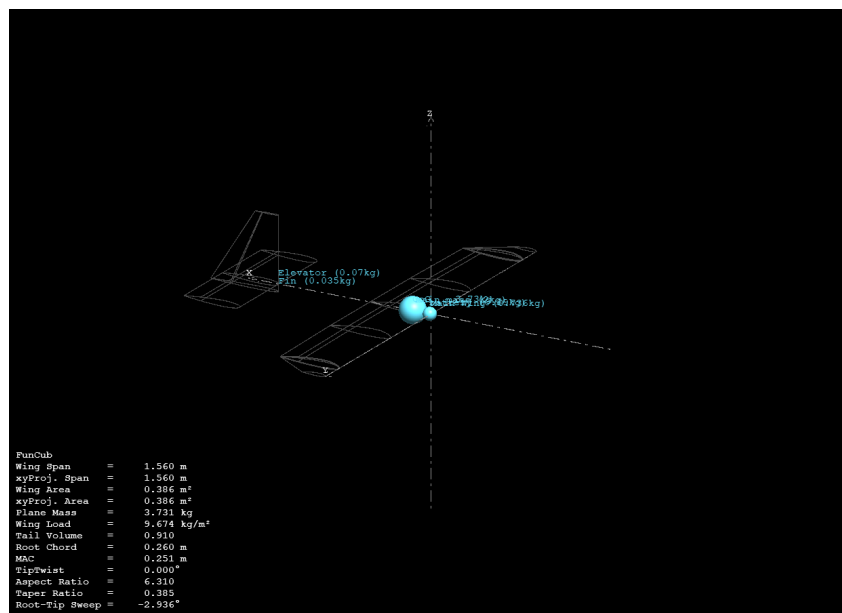 Z
X
Elevator (0.07kg)
Fin (0.035kg)
Y
FunCub
Wing Span = 1.560 m
xyProj. Span = 1.560 m
Wing Area = 0.386 m²
xyProj. Area = 0.386 m²
Plane Mass = 3.731 kg
Wing Load = 9.674 kg/m²
Tail Volume = 0.910
Root Chord = 0.260 m
MAC = 0.251 m
TipTwist = 0.000°
Aspect Ratio = 6.310
Taper Ratio = 0.385
Root-Tip Sweep = -2.936°